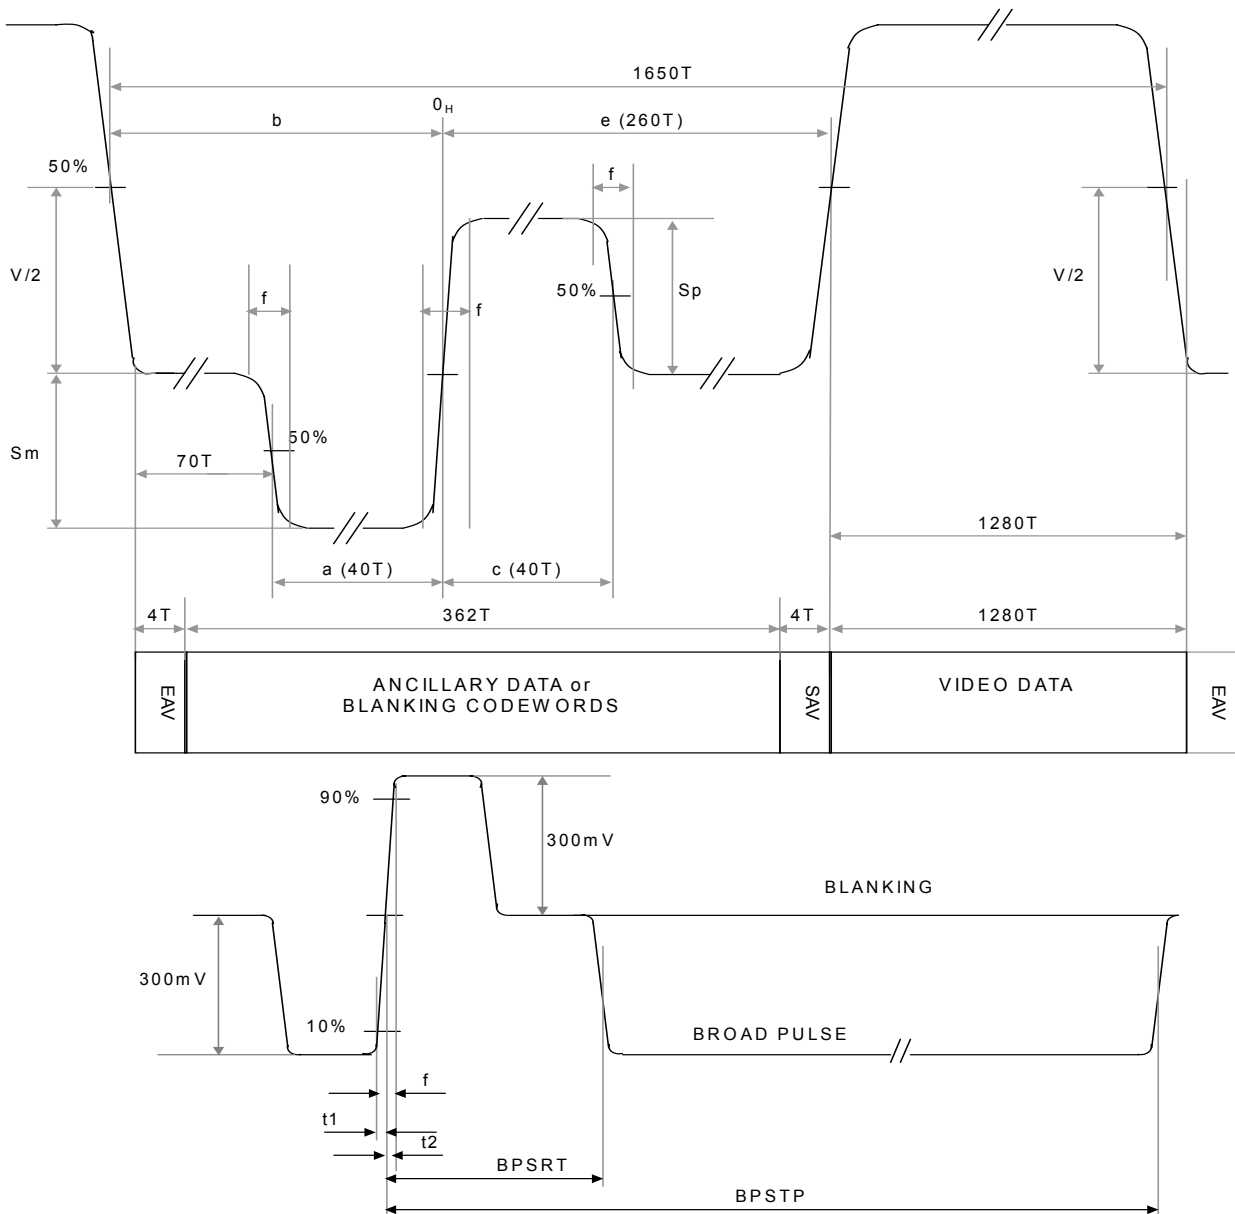 1650T
0H
b
e (260T)
50%
f
V/2
f
f
50%
Sp
V/2
50%
Sm
70T
1280T
a (40T)
c (40T)
4T
362T
4T
1280T
EAV
ANCILLARY DATA or
BLANKING CODEWORDS
SAV
VIDEO DATA
EAV
90%
300mV
BLANKING
300mV
10%
BROAD PULSE
f
t1
t2
BPSRT
BPSTP